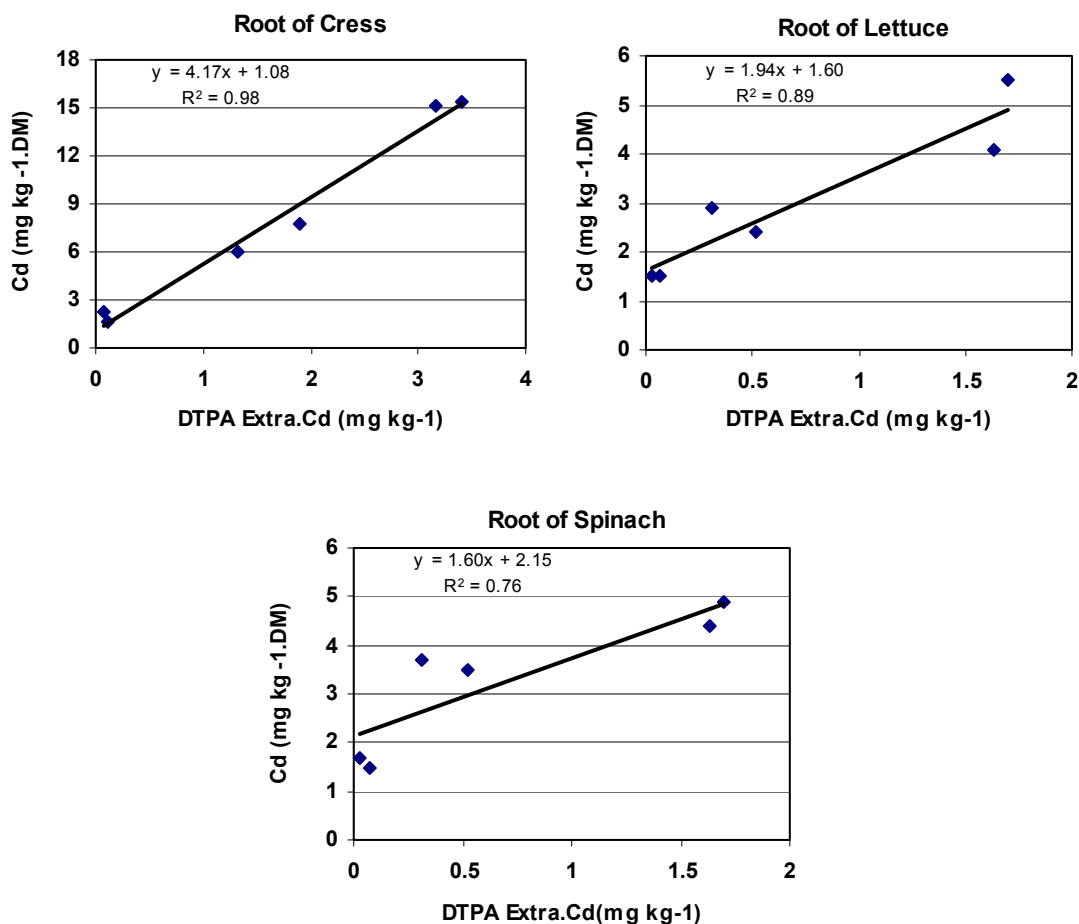 Root of Cress
y = 4.17x + 1.08
R² = 0.98
18
15
12
9
6
3
0
0 1 2 3 4
Cd (mg kg -1.DM)
DTPA Extra.Cd (mg kg-1)
Root of Lettuce
y = 1.94x + 1.60
R² = 0.89
6
5
4
3
2
1
0
0 0.5 1 1.5 2
Cd (mg kg -1.DM)
DTPA Extra.Cd (mg kg-1)
Root of Spinach
y = 1.60x + 2.15
R² = 0.76
6
5
4
3
2
1
0
0 0.5 1 1.5 2
Cd (mg kg -1.DM)
DTPA Extra.Cd(mg kg-1)